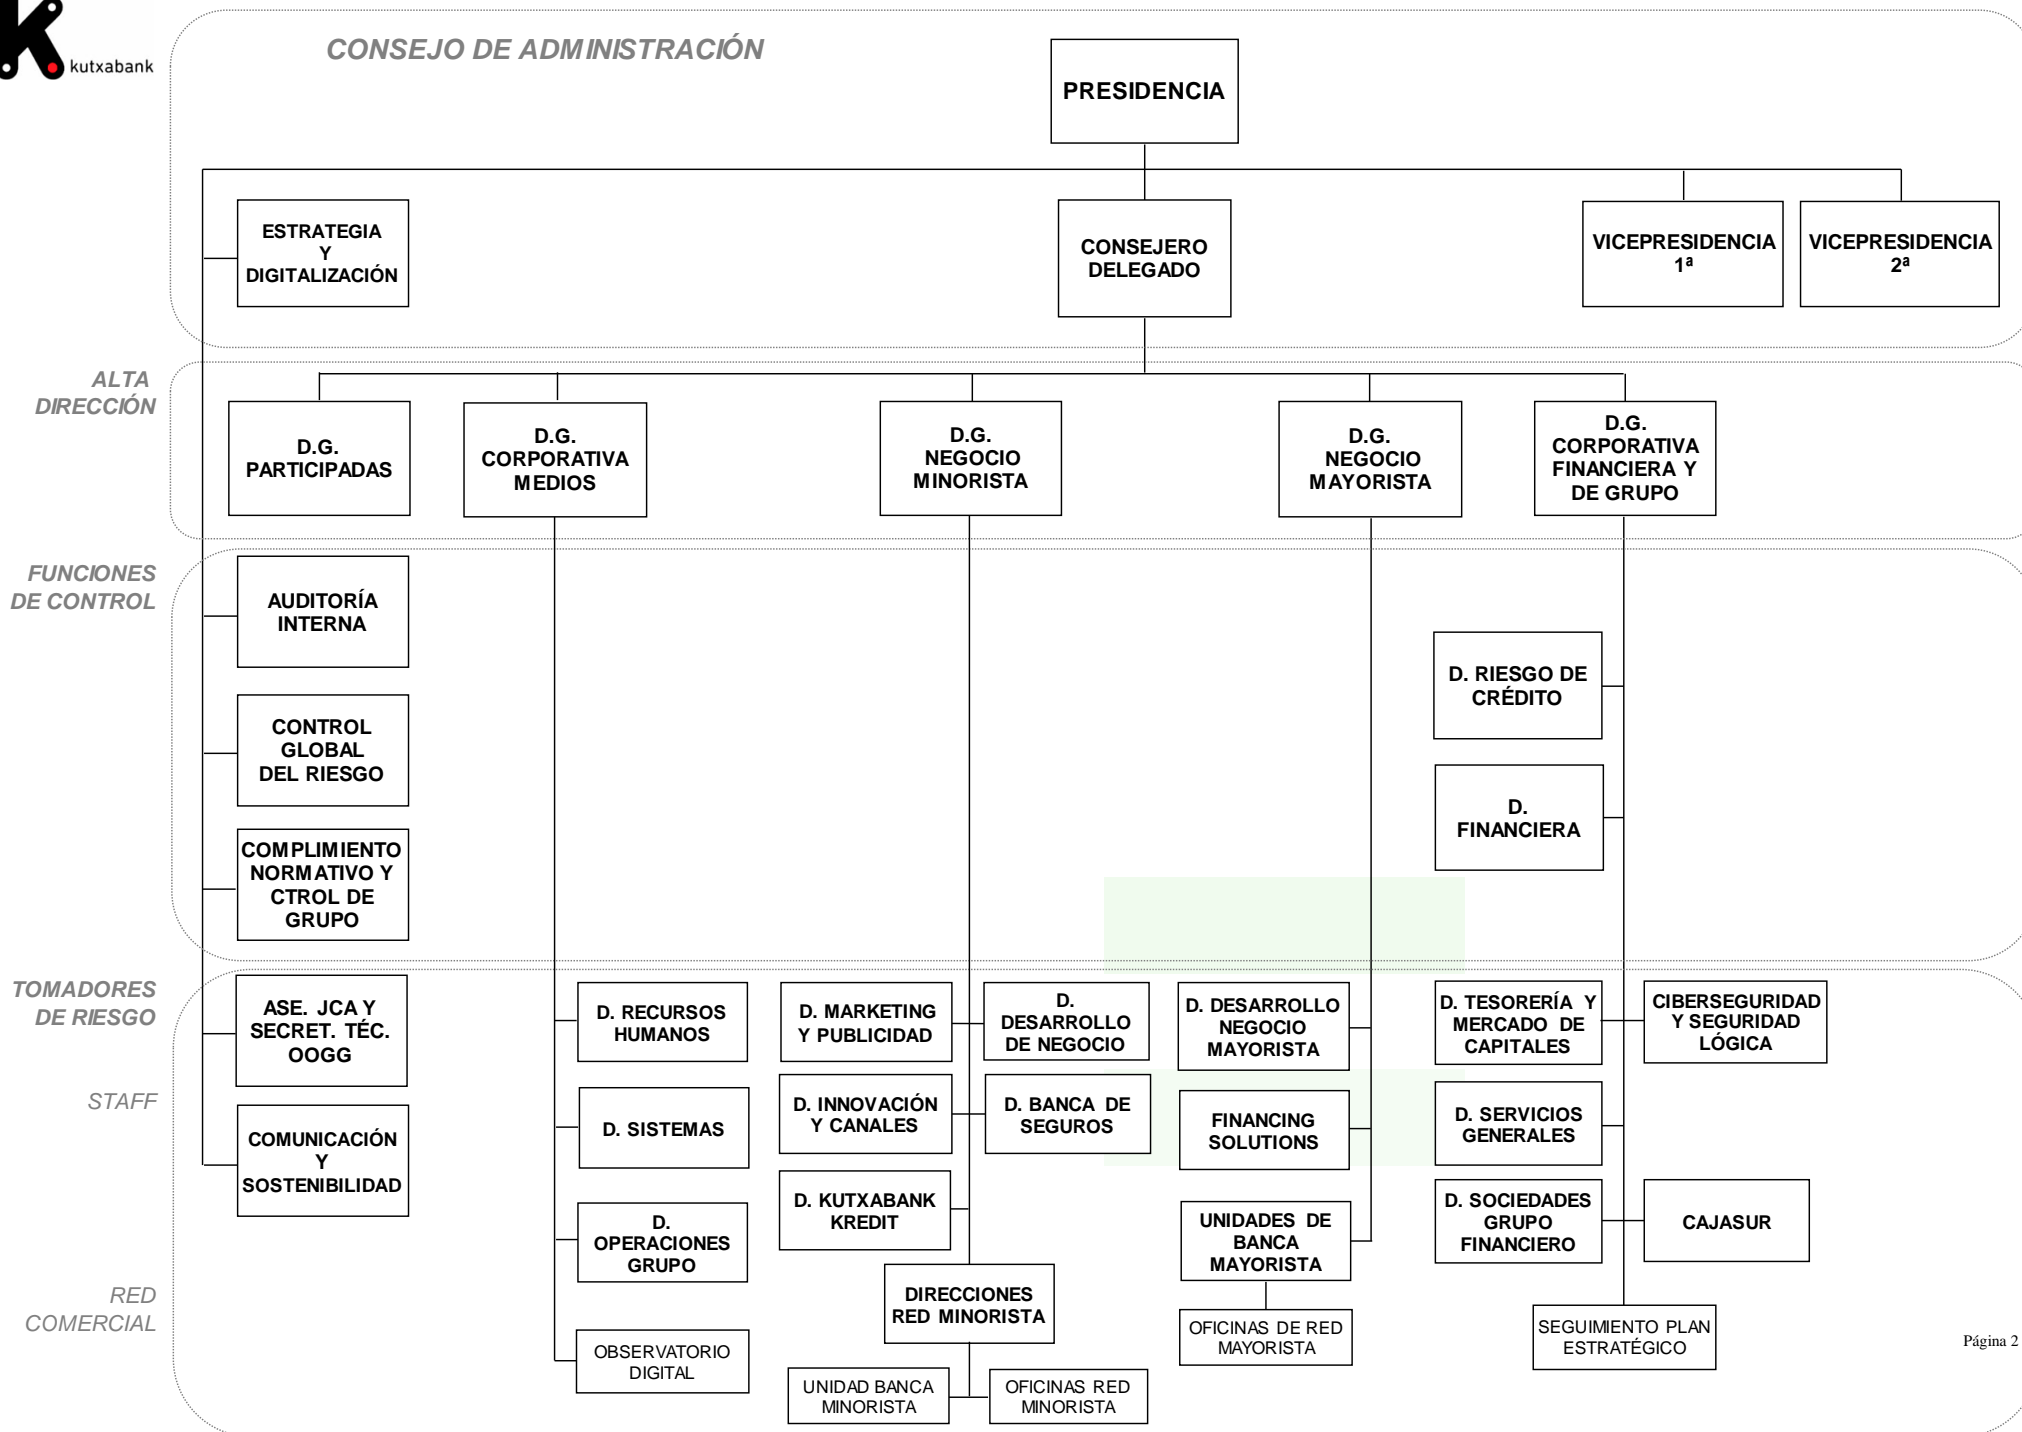 kutxabank
CONSEJO DE ADMINISTRACIÓN
PRESIDENCIA
ESTRATEGIA
Y
DIGITALIZACIÓN
CONSEJERO
DELEGADO
VICEPRESIDENCIA
1ª
VICEPRESIDENCIA
2ª
ALTA
DIRECCIÓN
D.G.
PARTICIPADAS
D.G.
CORPORATIVA
MEDIOS
D.G.
NEGOCIO
MINORISTA
D.G.
NEGOCIO
MAYORISTA
D.G.
CORPORATIVA
FINANCIERA Y
DE GRUPO
FUNCIONES
DE CONTROL
AUDITORÍA
INTERNA
CONTROL
GLOBAL
DEL RIESGO
COMPLIMIENTO
NORMATIVO Y
CTROL DE
GRUPO
D. RIESGO DE
CRÉDITO
D.
FINANCIERA
TOMADORES
DE RIESGO
STAFF
RED
COMERCIAL
ASE. JCA Y
SECRET. TÉC.
OOGG
COMUNICACIÓN
Y
SOSTENIBILIDAD
D. RECURSOS
HUMANOS
D. SISTEMAS
D.
OPERACIONES
GRUPO
OBSERVATORIO
DIGITAL
D. MARKETING
Y PUBLICIDAD
D.
DESARROLLO
DE NEGOCIO
D. INNOVACIÓN
Y CANALES
D. BANCA DE
SEGUROS
D. KUTXABANK
KREDIT
DIRECCIONES
RED MINORISTA
UNIDAD BANCA
MINORISTA
OFICINAS RED
MINORISTA
D. DESARROLLO
NEGOCIO
MAYORISTA
FINANCING
SOLUTIONS
UNIDADES DE
BANCA
MAYORISTA
OFICINAS DE RED
MAYORISTA
D. TESORERÍA Y
MERCADO DE
CAPITALES
CIBERSEGURIDAD
Y SEGURIDAD
LÓGICA
D. SERVICIOS
GENERALES
D. SOCIEDADES
GRUPO
FINANCIERO
CAJASUR
SEGUIMIENTO PLAN
ESTRATÉGICO
Página 2